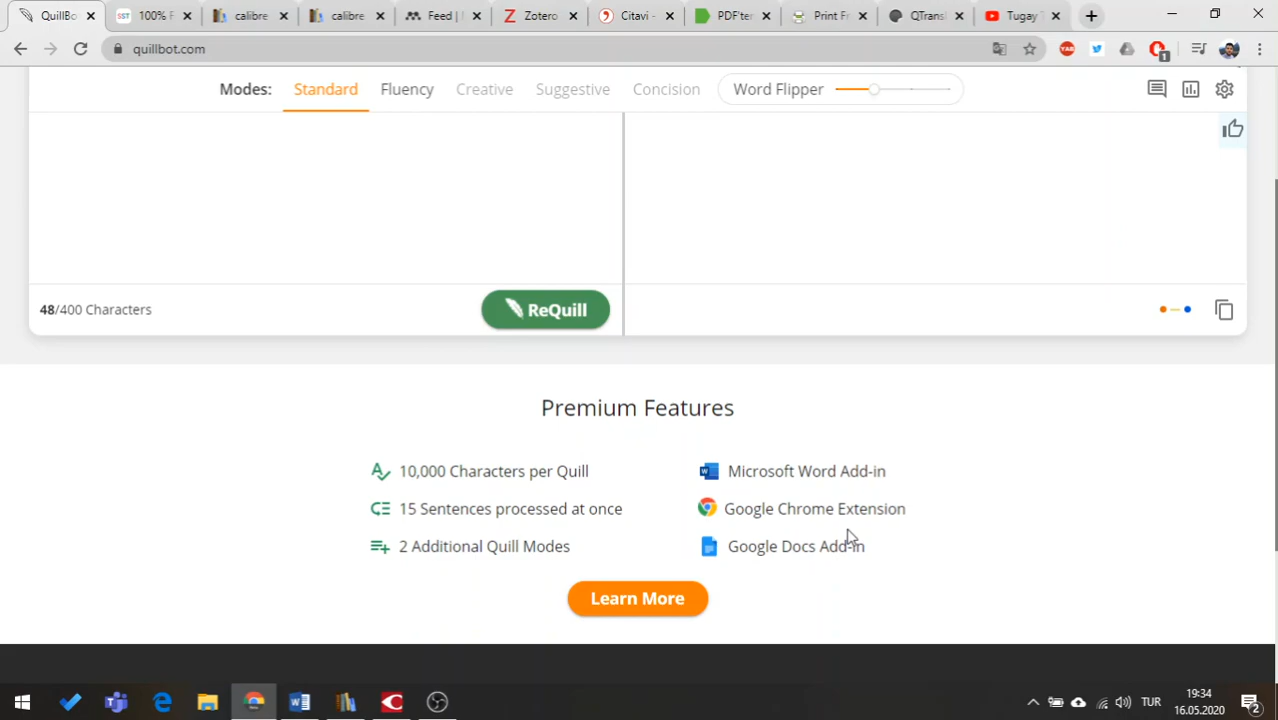 QuillBo
100% F
calibre
calibre
Feed |
Zotero
Citavi -
PDF'ter
Print Fr
QTransl
Tugay
quillbot.com
1
Modes:
Standard
Fluency
Creative
Suggestive
Concision
Word Flipper
48/400 Characters
ReQuill
Premium Features
10,000 Characters per Quill
Microsoft Word Add-in
15 Sentences processed at once
Google Chrome Extension
2 Additional Quill Modes
Google Docs Add-in
Learn More
TUR
19:34
16.05.2020
2